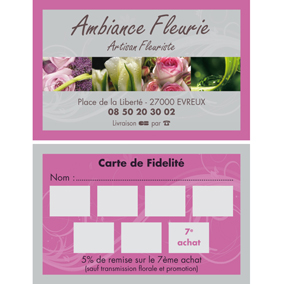 Ambiance Fleurie
Artisan Fleuriste
Place de la Liberté - 27000 EVREUX
08 50 20 30 02
Livraison par
Carte de Fidelité
Nom :
7e
achat
5% de remise sur le 7ème achat
(sauf transmission florale et promotion)